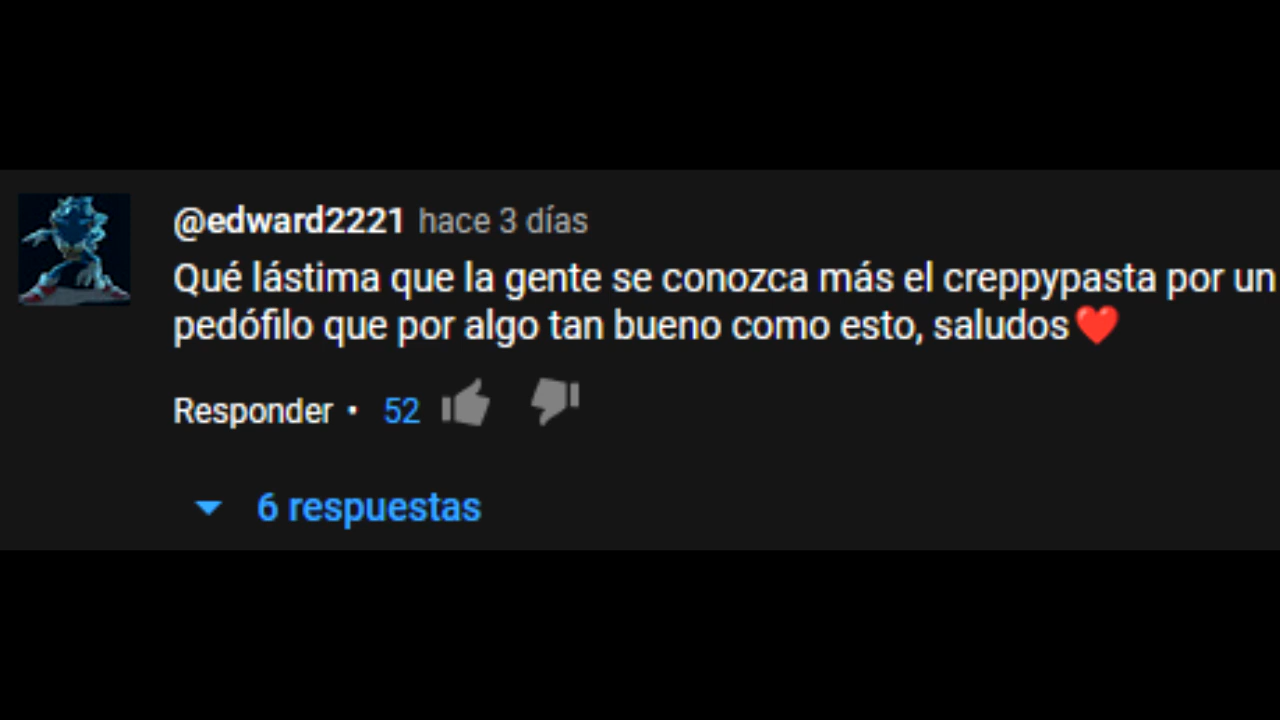 @edward2221 hace 3 días
Qué lástima que la gente se conozca más el creppypasta por un
pedófilo que por algo tan bueno como esto, saludos❤️
Responder • 52
6 respuestas